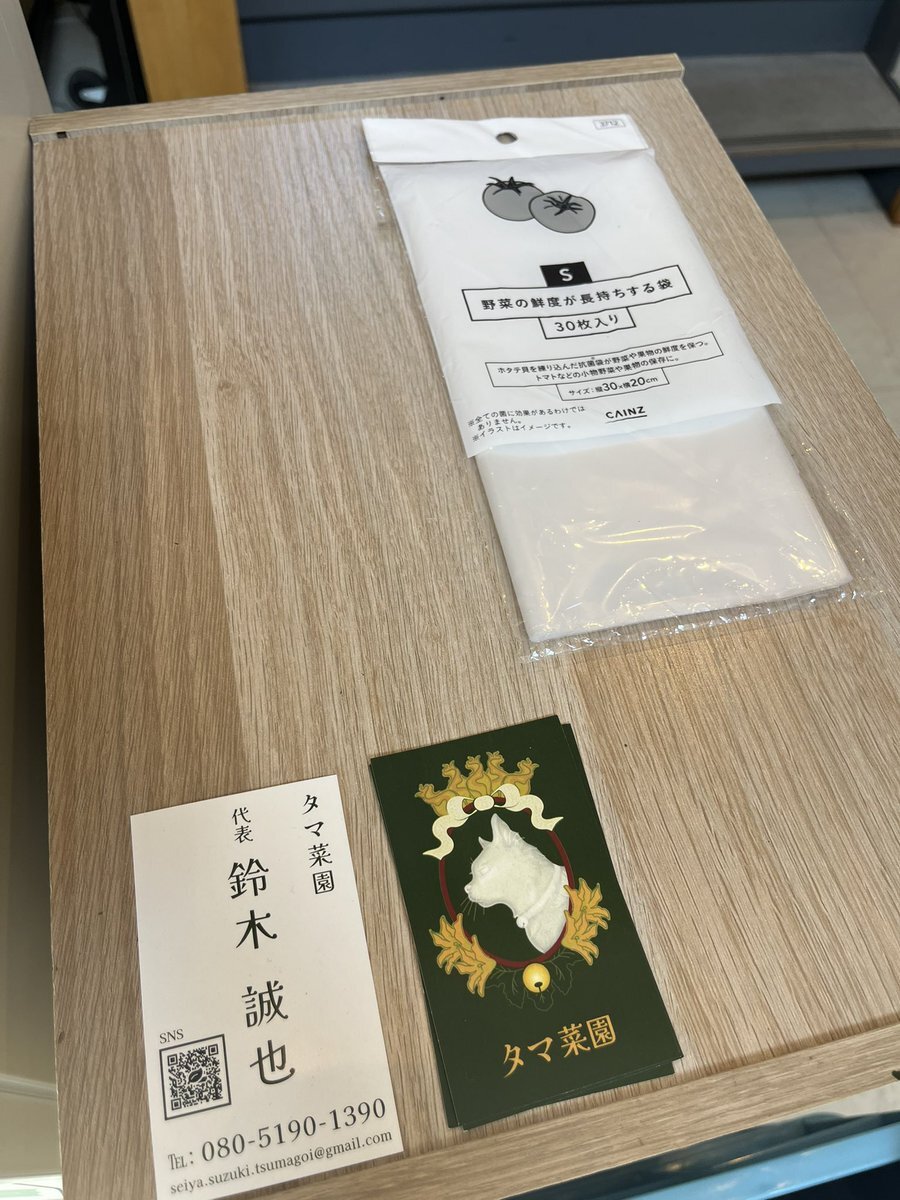 3712
S
野菜の鮮度が長持ちする袋
30枚入り
ホタテ貝を練り込んだ抗菌袋が野菜や果物の鮮度を保つ。
トマトなどの小物野菜や果物の保存に。
サイズ：縦30×横20cm
※全ての菌に効果があるわけでは
ありません。
※イラストはイメージです。
CAINZ
タマ菜園
代表
鈴木 誠也
SNS
TEL：080-5190-1390
seiya.suzuki.tsumagoi@gmail.com
タマ菜園